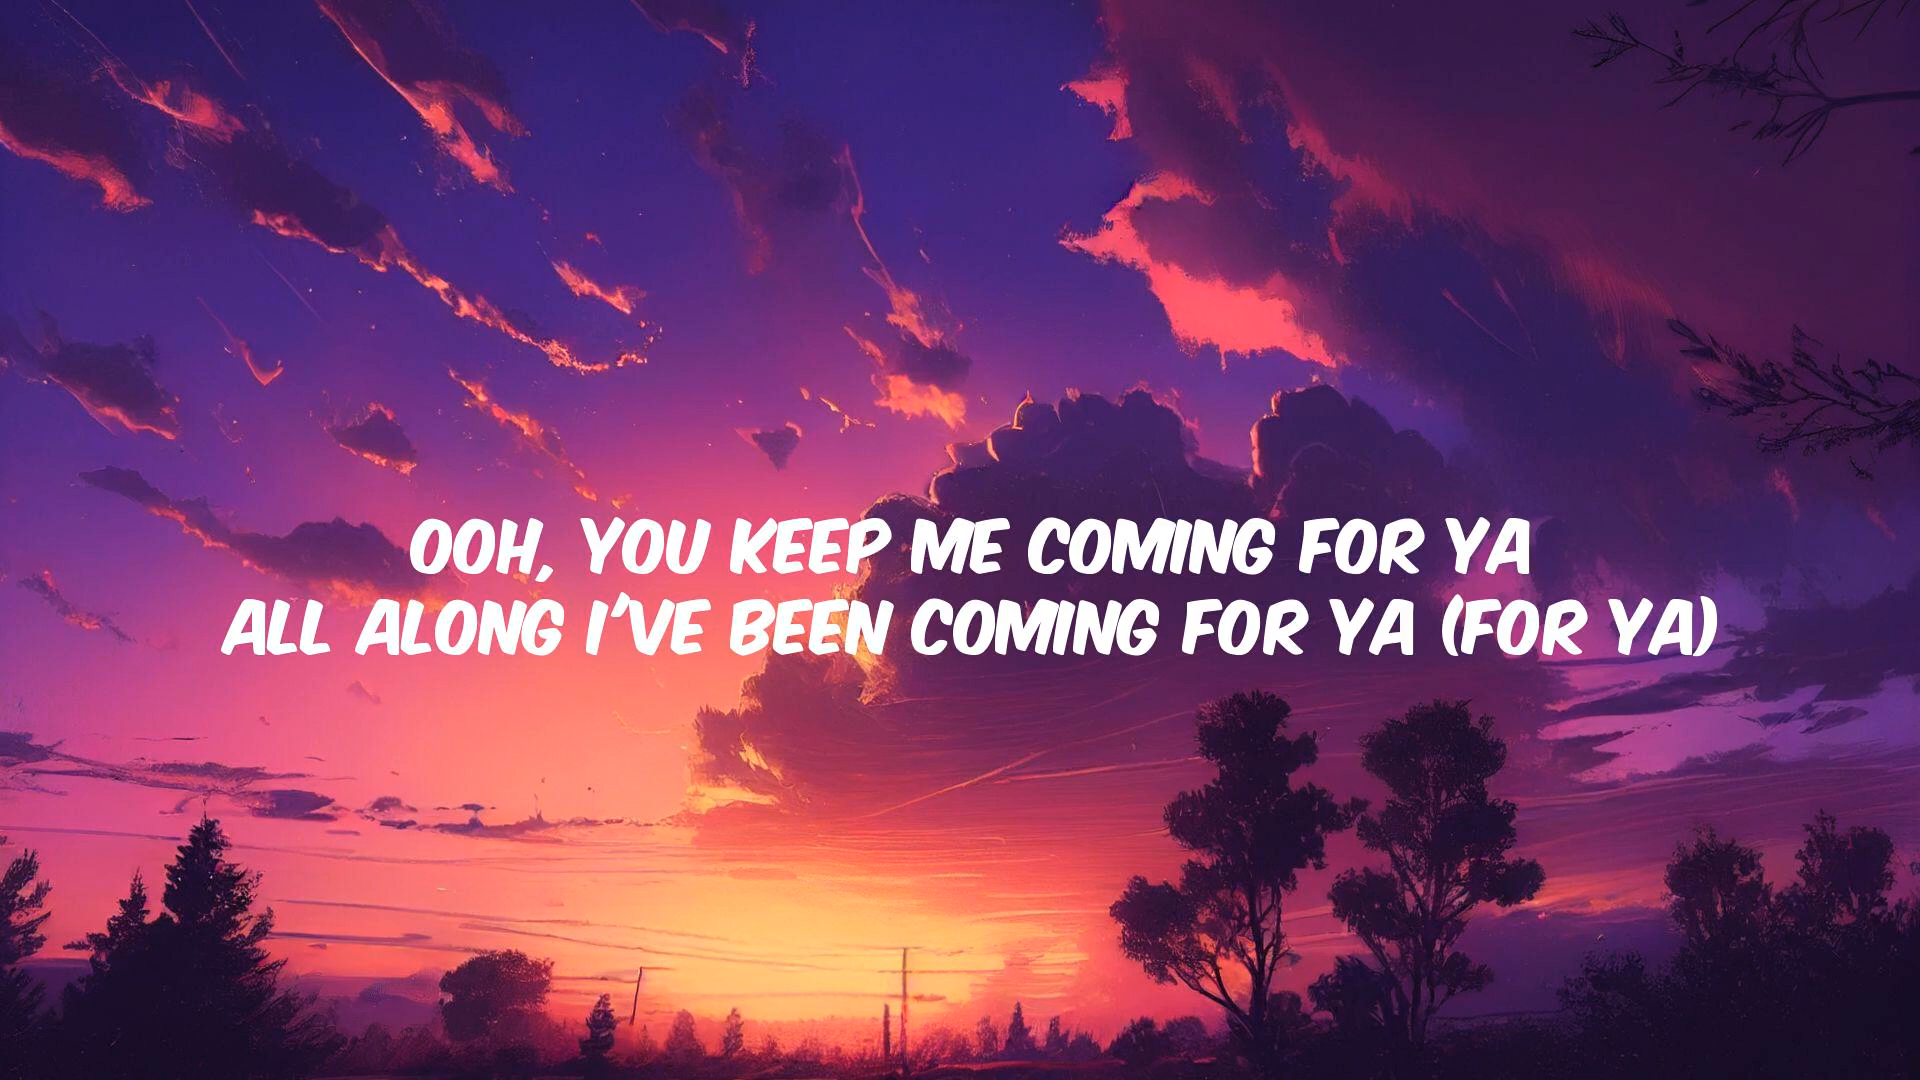 OOH, YOU KEEP ME COMING FOR YA
ALL ALONG I'VE BEEN COMING FOR YA (FOR YA)